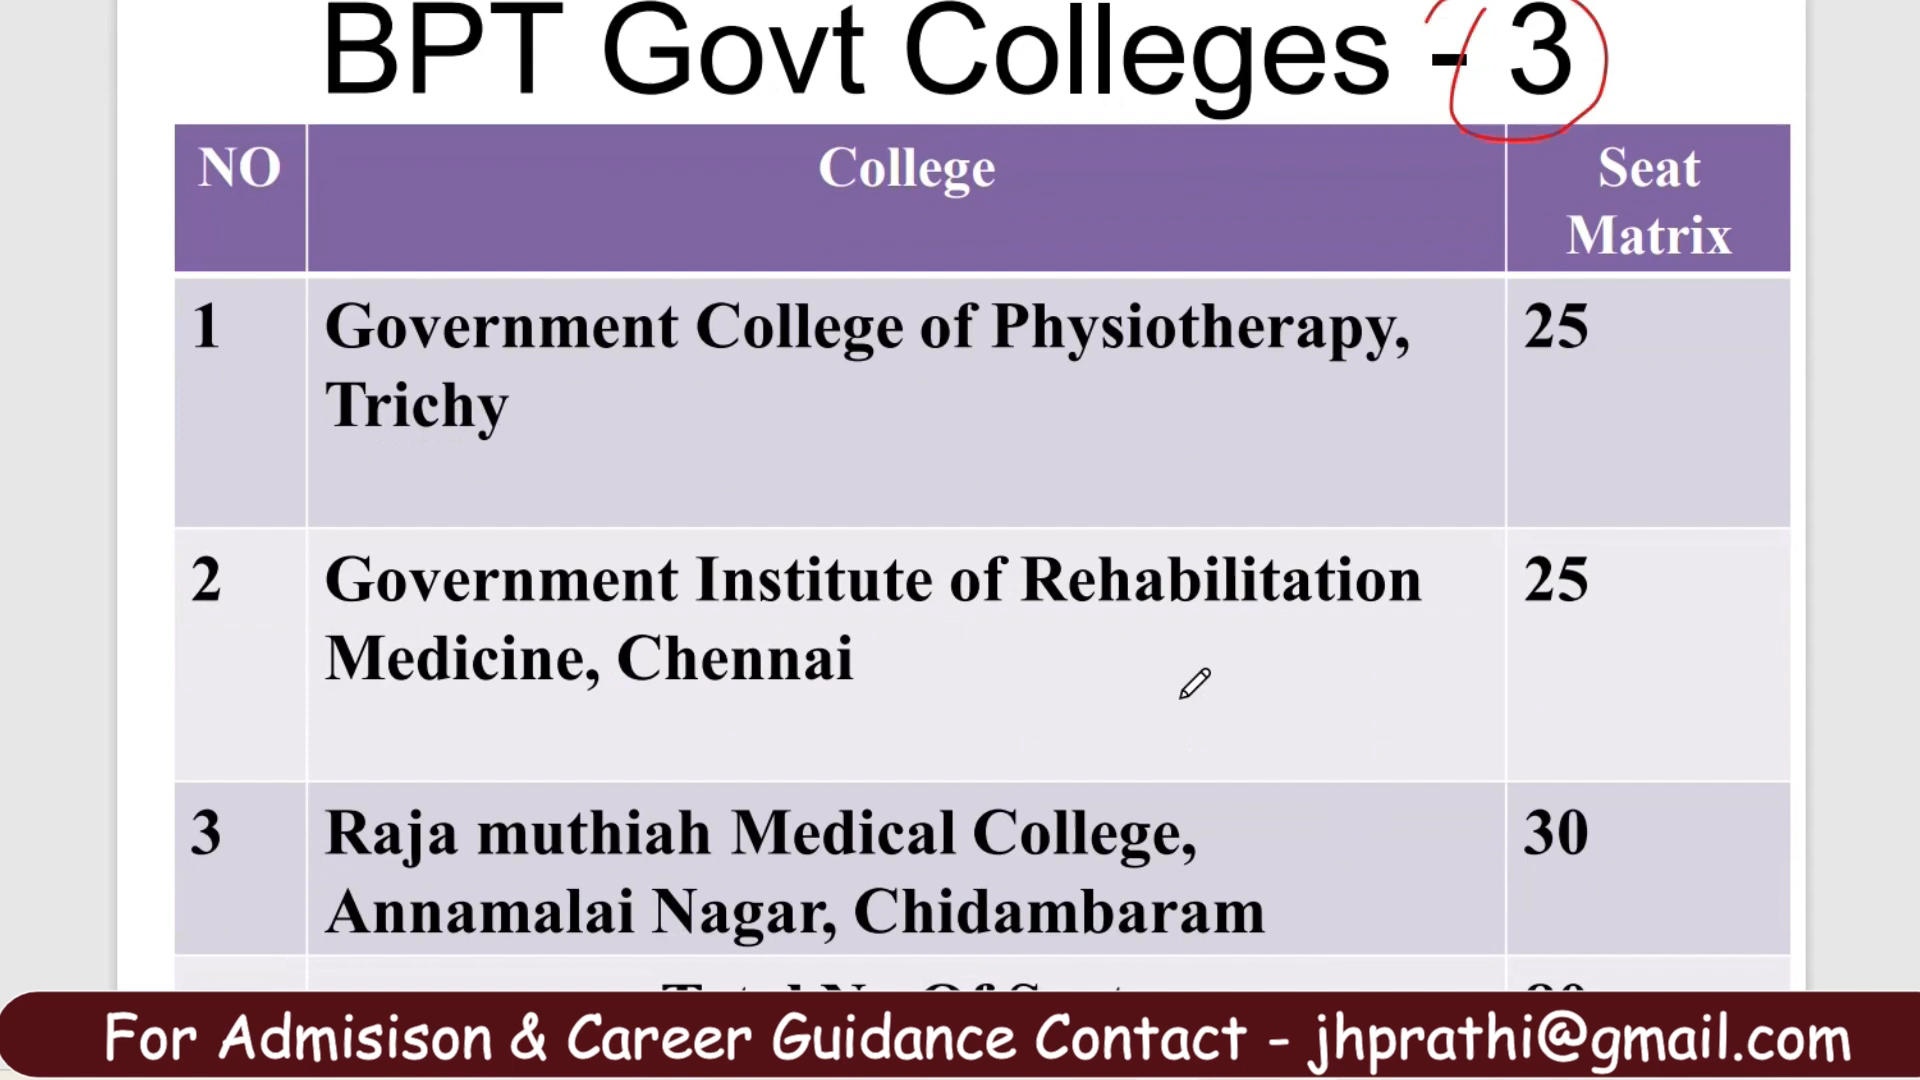 BPT Govt Colleges - 3
NO
College
Seat
Matrix
1
Government College of Physiotherapy,
Trichy
25
2
Government Institute of Rehabilitation
Medicine, Chennai
25
3
Raja muthiah Medical College,
Annamalai Nagar, Chidambaram
30
For Admisison & Career Guidance Contact - jhprathi@gmail.com